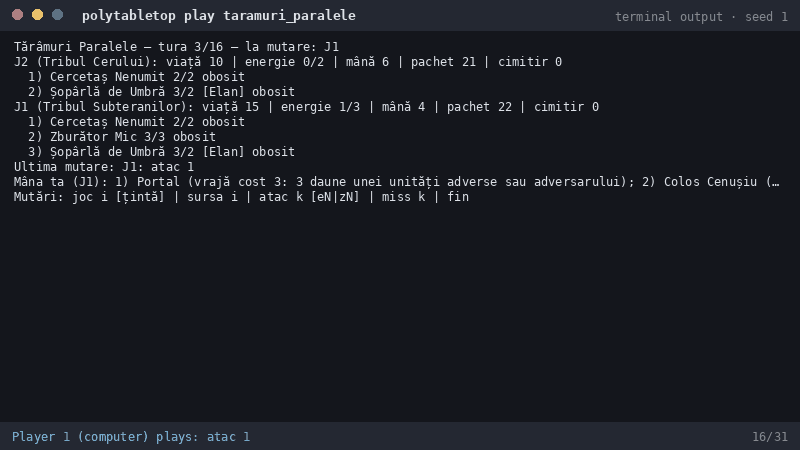 polytabletop play taramuri_paralele
terminal output · seed 1
Tărâmuri Paralele — tura 3/16 — la mutare: J1
J2 (Tribul Cerului): viață 10 | energie 0/2 | mână 6 | pachet 21 | cimitir 0
1) Cercetaș Nenumit 2/2 obosit
2) Șopârlă de Umbră 3/2 [Elan] obosit
J1 (Tribul Subteranilor): viață 15 | energie 1/3 | mână 4 | pachet 22 | cimitir 0
1) Cercetaș Nenumit 2/2 obosit
2) Zburător Mic 3/3 obosit
3) Șopârlă de Umbră 3/2 [Elan] obosit
Ultima mutare: J1: atac 1
Mâna ta (J1): 1) Portal (vrajă cost 3: 3 daune unei unități adverse sau adversarului); 2) Colos Cenușiu (…
Mutări: joc i [țintă] | sursa i | atac k [eN|zN] | miss k | fin
Player 1 (computer) plays: atac 1
16/31